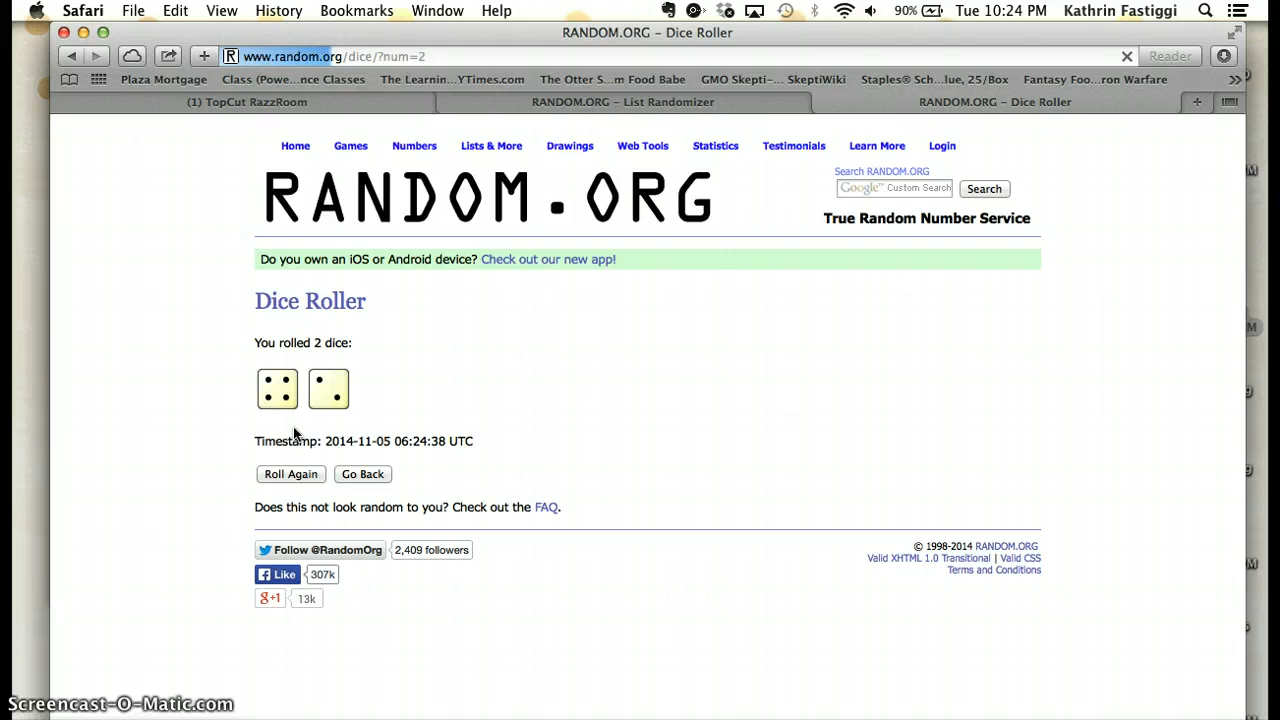 Safari File Edit View History Bookmarks Window Help 90% Tue 10:24 PM Kathrin Fastiggi
RANDOM.ORG – Dice Roller
www.random.org/dice/?num=2 Reader
Plaza Mortgage Class (Powe...nce Classes The Learnin...YTimes.com The Otter S...m Food Babe GMO Skepti-... SkeptiWiki Staples® Sch...lue, 25/Box Fantasy Foo...ron Warfare
(1) TopCut RazzRoom RANDOM.ORG – List Randomizer RANDOM.ORG – Dice Roller
Home Games Numbers Lists & More Drawings Web Tools Statistics Testimonials Learn More Login
Search RANDOM.ORG
RANDOM.ORG
Google™ Custom Search Search
True Random Number Service
Do you own an iOS or Android device? Check out our new app!
Dice Roller
You rolled 2 dice:
Timestamp: 2014-11-05 06:24:38 UTC
Roll Again Go Back
Does this not look random to you? Check out the FAQ.
Follow @RandomOrg 2,409 followers
Like 307k
g+1 13k
© 1998-2014 RANDOM.ORG
Valid XHTML 1.0 Transitional | Valid CSS
Terms and Conditions
Screencast-O-Matic.com